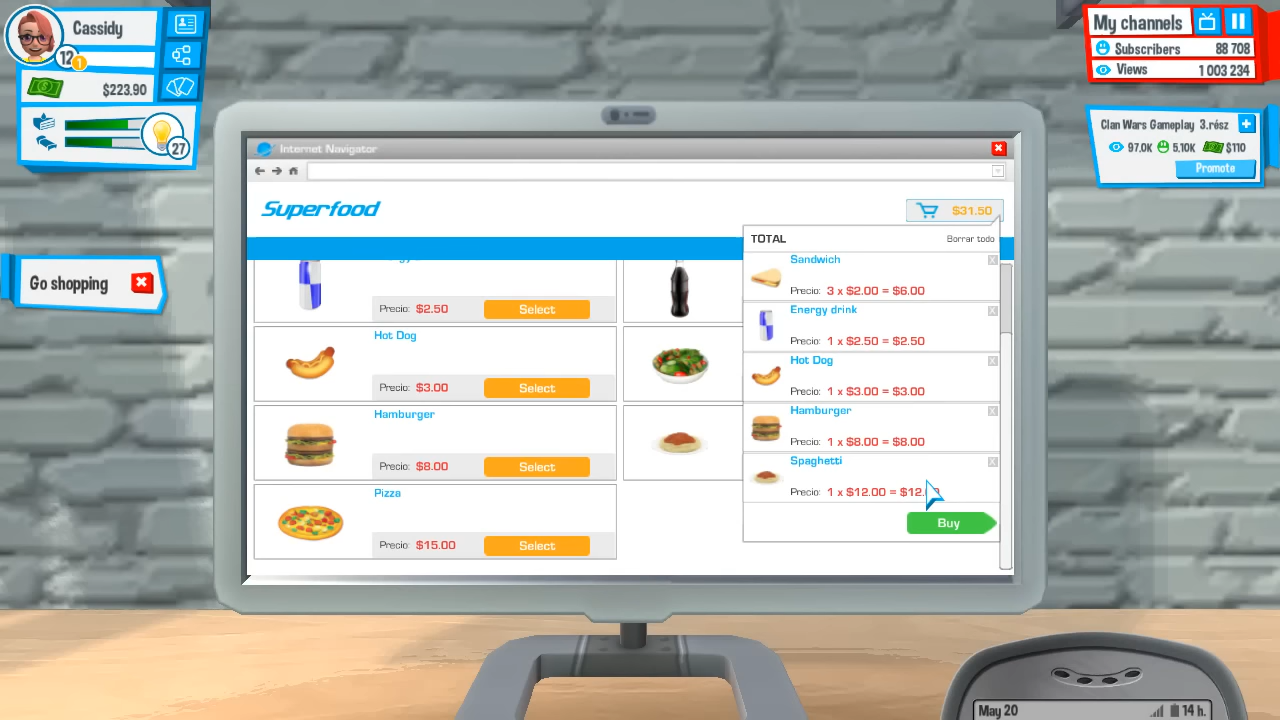 Cassidy
12
1
$223.90
27
My channels
Subscribers 88 708
Views 1 003 234
Clan Wars Gameplay 3.rész
97.0K 5.10K $110
Promote
Go shopping
Internet Navigator
Superfood
$31.50
TOTAL Borrar todo
Precio: $2.50 Select
Hot Dog
Precio: $3.00 Select
Hamburger
Precio: $8.00 Select
Pizza
Precio: $15.00 Select
Sandwich
Precio: 3 x $2.00 = $6.00
Energy drink
Precio: 1 x $2.50 = $2.50
Hot Dog
Precio: 1 x $3.00 = $3.00
Hamburger
Precio: 1 x $8.00 = $8.00
Spaghetti
Precio: 1 x $12.00 = $12.
Buy
May 20 14 h.